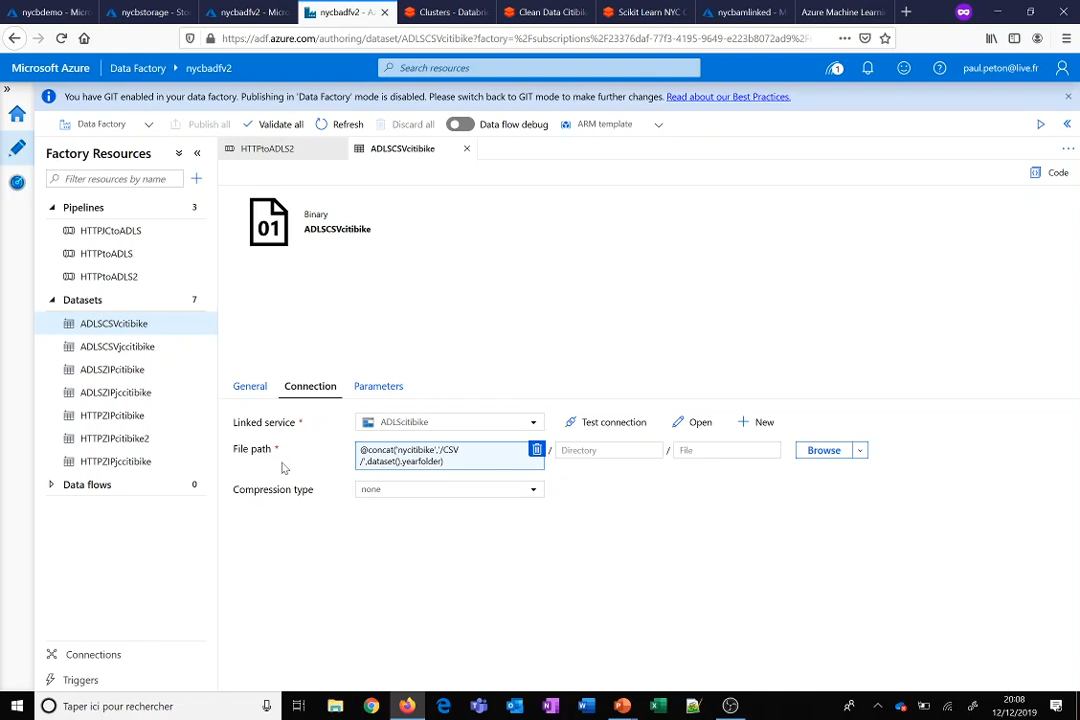 nycbdemo - Micro
nycbstorage - Sto
nycbadfv2 - Micro
nycbadfv2 - Az
Clusters - Databri
Clean Data Citibik
Scikit Learn NYC C
nycbamlinked - M
Azure Machine Learni
https://adf.azure.com/authoring/dataset/ADLSCSVcitibike?factory=%2Fsubscriptions%2F23376daf-77f3-4195-9649-e223b8072ad9%2Fr
Microsoft Azure
Data Factory
nycbadfv2
Search resources
1
paul.peton@live.fr
You have GIT enabled in your data factory. Publishing in 'Data Factory' mode is disabled. Please switch back to GIT mode to make further changes. Read about our Best Practices.
Data Factory
Publish all
Validate all
Refresh
Discard all
Data flow debug
ARM template
Factory Resources
HTTPtoADLS2
ADLSCSVcitibike
Code
Filter resources by name
Pipelines 3
HTTPJCtoADLS
HTTPtoADLS
HTTPtoADLS2
Datasets 7
ADLSCSVcitibike
ADLSCSVjccitibike
ADLSZIPcitibike
ADLSZIPjccitibike
HTTPZIPcitibike
HTTPZIPcitibike2
HTTPZIPjccitibike
Data flows 0
01
Binary
ADLSCSVcitibike
General
Connection
Parameters
Linked service *
ADLScitibike
Test connection
Open
New
File path *
@concat('nycitibike','/CSV
/',dataset().yearfolder)
/ Directory
/ File
Browse
Compression type
none
Connections
Triggers
Taper ici pour rechercher
20:08
12/12/2019